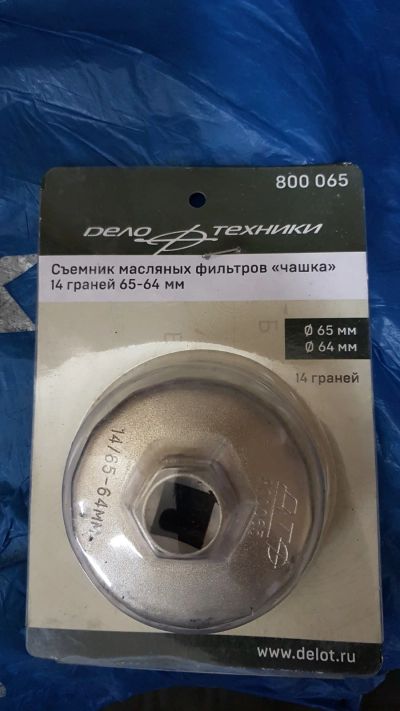 800 065
Дело Техники
Съемник масляных фильтров «чашка»
14 граней 65-64 мм
Ø 65 мм
Ø 64 мм
14 граней
14/65-64мм
www.delot.ru